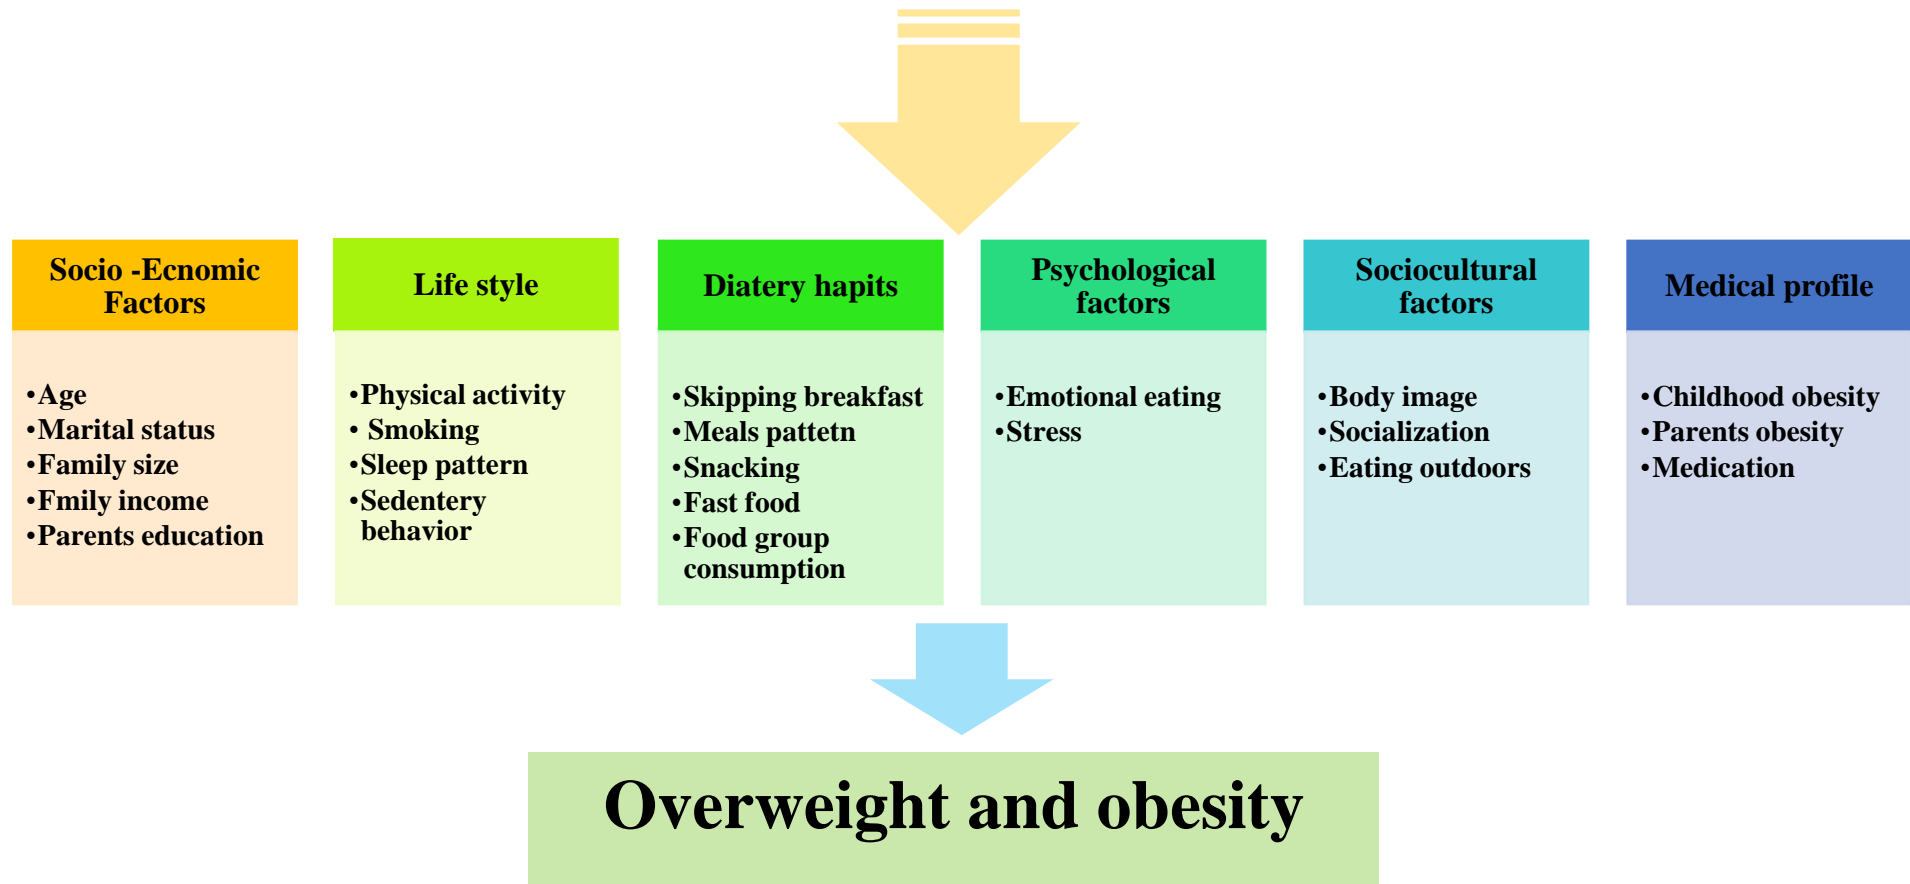 Socio -Ecnomic
Factors
•Age
•Marital status
•Family size
•Fmily income
•Parents education
Life style
•Physical activity
• Smoking
•Sleep pattern
•Sedentery
behavior
Diatery hapits
•Skipping breakfast
•Meals pattetn
•Snacking
•Fast food
•Food group
consumption
Psychological
factors
•Emotional eating
•Stress
Sociocultural
factors
•Body image
•Socialization
•Eating outdoors
Medical profile
•Childhood obesity
•Parents obesity
•Medication
Overweight and obesity